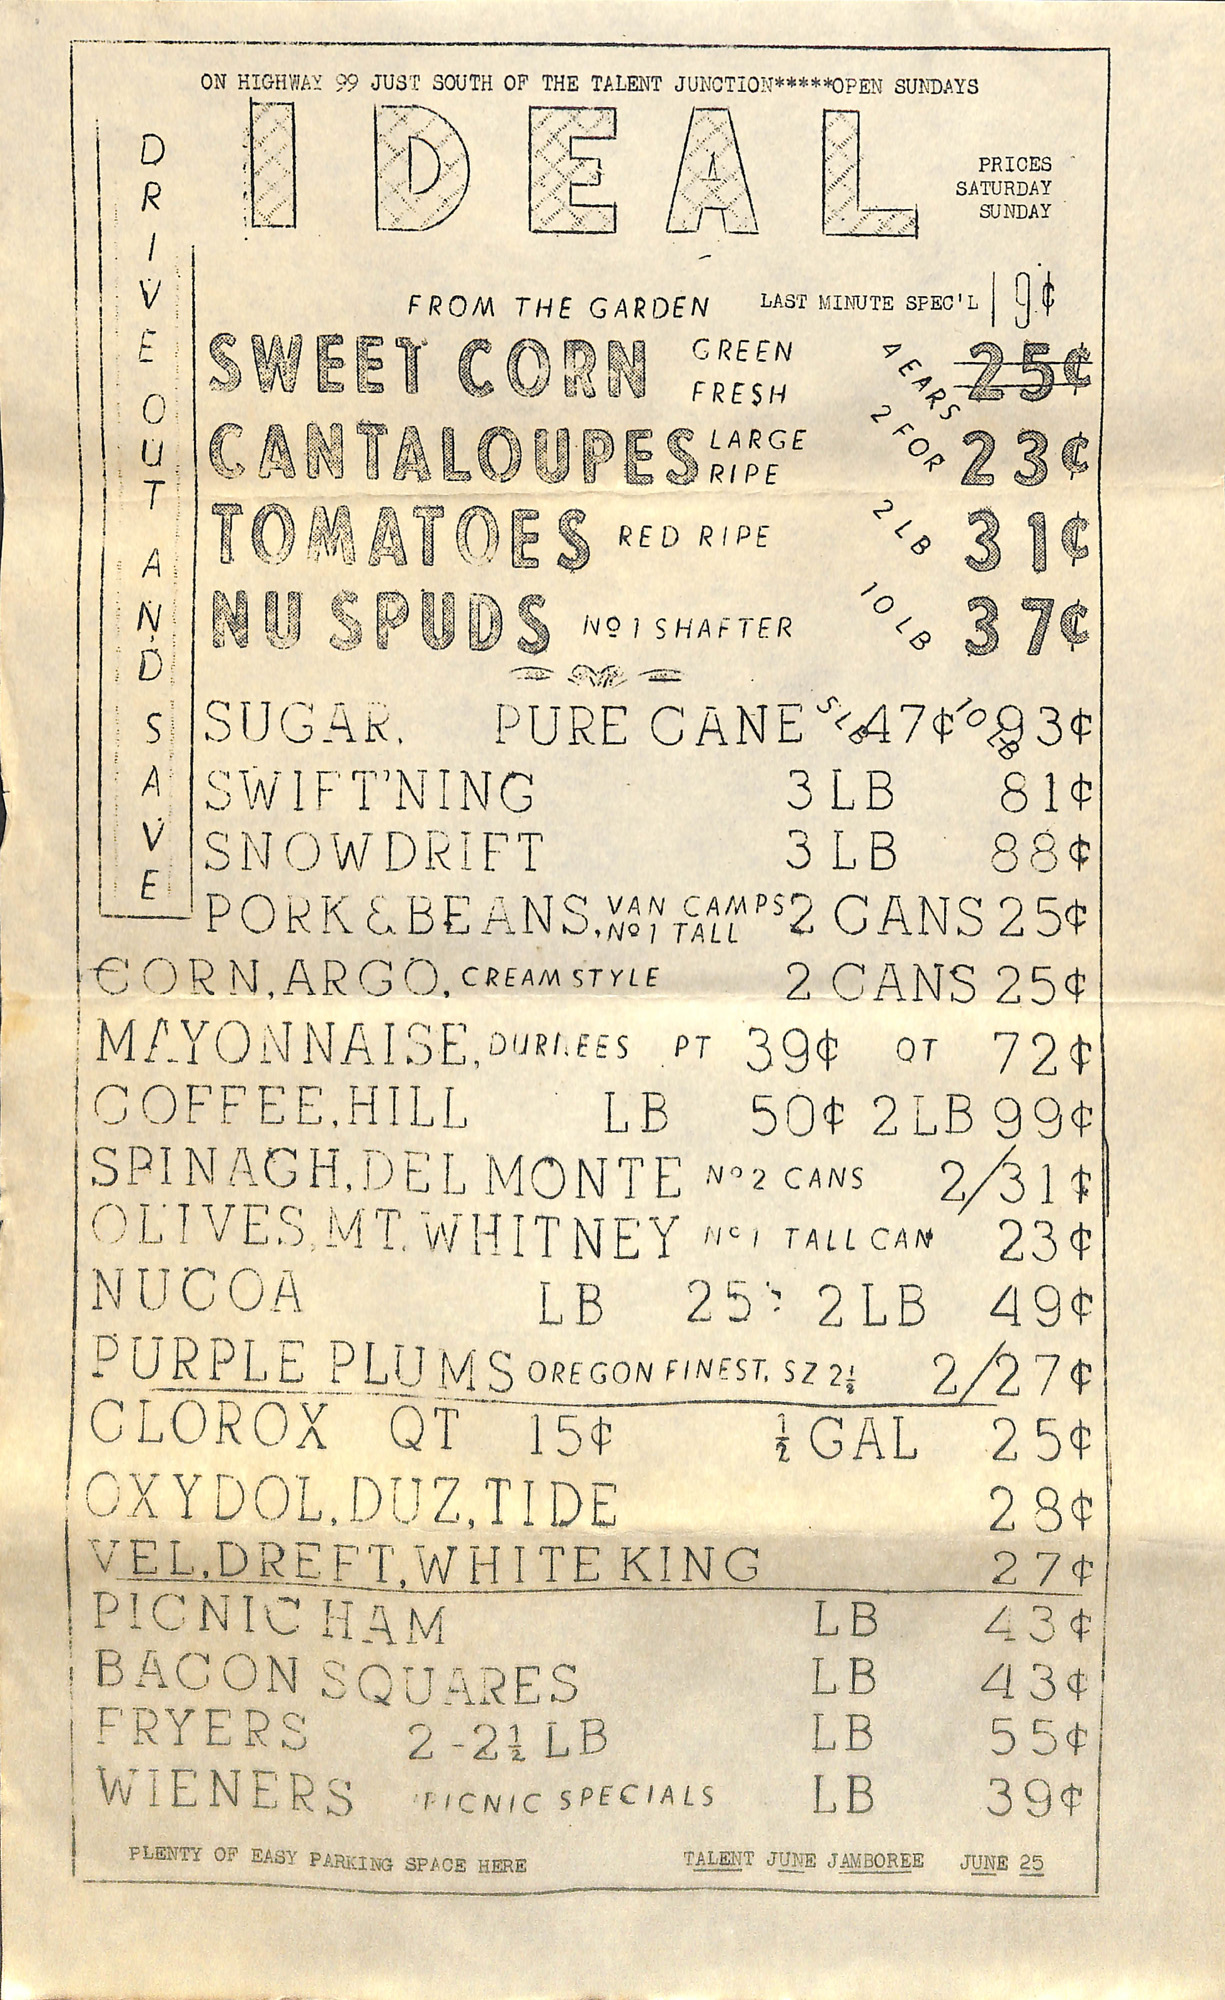 ON HIGHWAY 99 JUST SOUTH OF THE TALENT JUNCTION*****OPEN SUNDAYS
IDEAL
PRICES
SATURDAY
SUNDAY
DRIVE OUT AND SAVE
FROM THE GARDEN LAST MINUTE SPEC'L 19¢
SWEET CORN GREEN FRESH 4 EARS 25¢
CANTALOUPES LARGE RIPE 2 FOR 23¢
TOMATOES RED RIPE 2 LB 31¢
NU SPUDS Nº 1 SHAFTER 10 LB 37¢
SUGAR. PURE CANE 5 LB 47¢ 10 LB 93¢
SWIFT'NING 3 LB 81¢
SNOWDRIFT 3 LB 88¢
PORK & BEANS, VAN CAMPS Nº 1 TALL 2 CANS 25¢
CORN, ARGO, CREAM STYLE 2 CANS 25¢
MAYONNAISE, DURKEES PT 39¢ QT 72¢
COFFEE, HILL LB 50¢ 2 LB 99¢
SPINACH, DEL MONTE Nº 2 CANS 2/31¢
OLIVES, MT. WHITNEY Nº 1 TALL CAN 23¢
NUCOA LB 25¢ 2 LB 49¢
PURPLE PLUMS OREGON FINEST, SZ 2½ 2/27¢
CLOROX QT 15¢ ½ GAL 25¢
OXYDOL, DUZ, TIDE 28¢
VEL, DREFT, WHITE KING 27¢
PICNIC HAM LB 43¢
BACON SQUARES LB 43¢
FRYERS 2-2½ LB LB 55¢
WIENERS PICNIC SPECIALS LB 39¢
PLENTY OF EASY PARKING SPACE HERE TALENT JUNE JAMBOREE JUNE 25